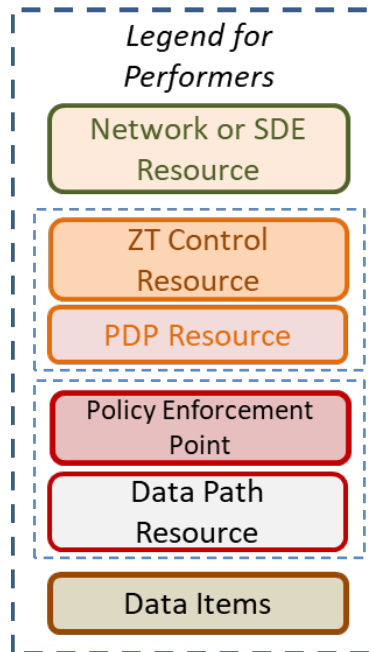 Legend for
Performers
Network or SDE
Resource
ZT Control
Resource
PDP Resource
Policy Enforcement
Point
Data Path
Resource
Data Items